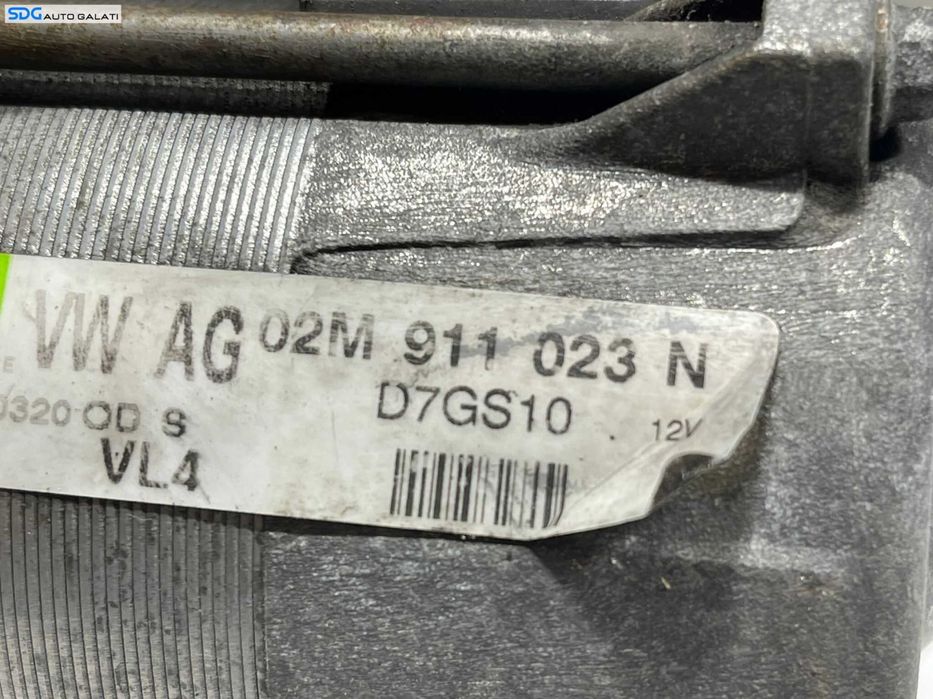 SDG AUTO GALATI
VW AG 02M 911 023 N
D7GS10
0320 OD S
12V
VL4